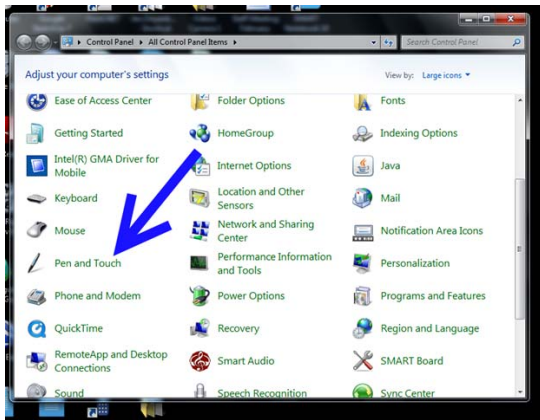 Control Panel ▸ All Control Panel Items ▸
Search Control Panel
Adjust your computer's settings
View by: Large icons
Ease of Access Center
Folder Options
Fonts
Getting Started
HomeGroup
Indexing Options
Intel(R) GMA Driver for
Mobile
Internet Options
Java
Keyboard
Location and Other
Sensors
Mail
Mouse
Network and Sharing
Center
Notification Area Icons
Pen and Touch
Performance Information
and Tools
Personalization
Phone and Modem
Power Options
Programs and Features
QuickTime
Recovery
Region and Language
RemoteApp and Desktop
Connections
Smart Audio
SMART Board
Sound
Speech Recognition
Sync Center